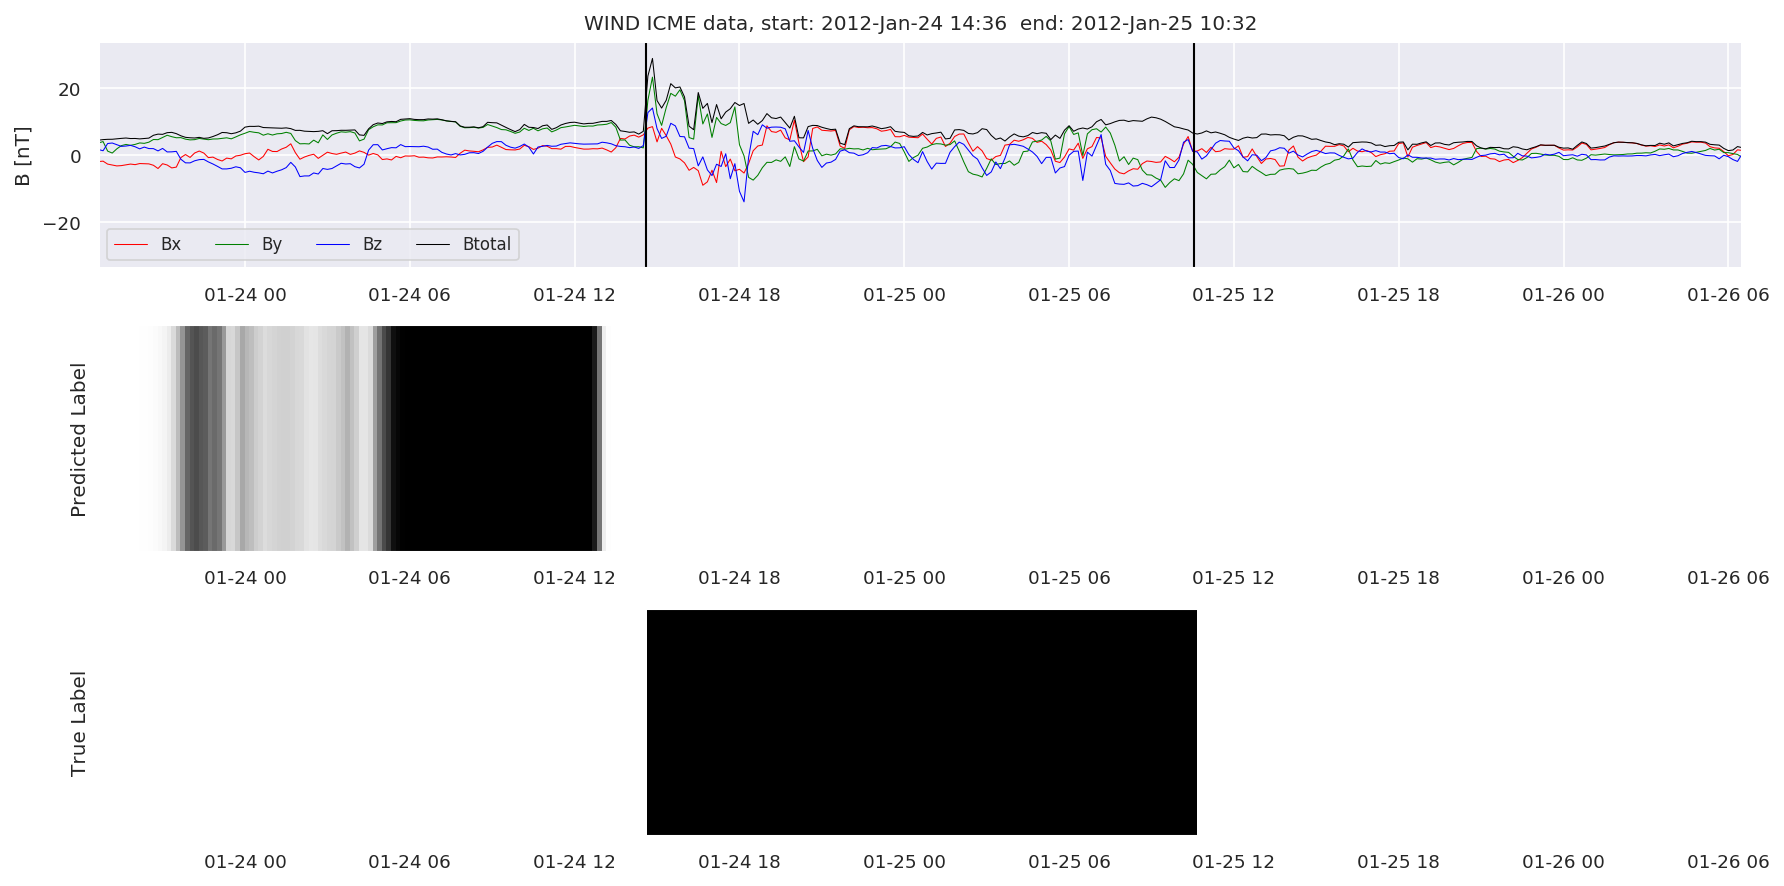 WIND ICME data, start: 2012-Jan-24 14:36  end: 2012-Jan-25 10:32
B [nT]
20
0
−20
Bx By Bz Btotal
01-24 00 01-24 06 01-24 12 01-24 18 01-25 00 01-25 06 01-25 12 01-25 18 01-26 00 01-26 06
Predicted Label
01-24 00 01-24 06 01-24 12 01-24 18 01-25 00 01-25 06 01-25 12 01-25 18 01-26 00 01-26 06
True Label
01-24 00 01-24 06 01-24 12 01-24 18 01-25 00 01-25 06 01-25 12 01-25 18 01-26 00 01-26 06